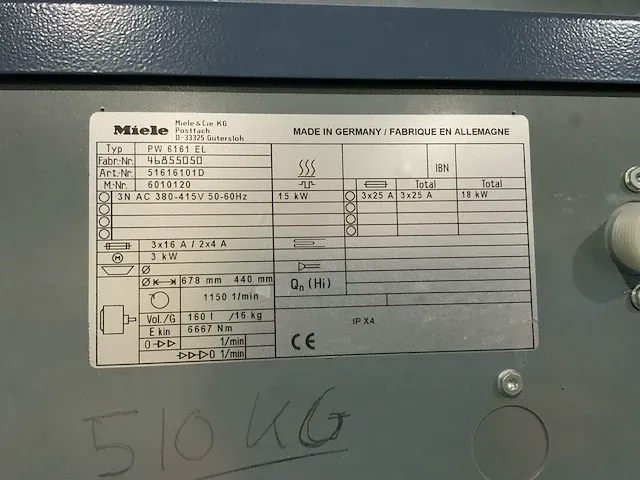 Miele
Miele & Cie. KG
Postfach
D-33325 Gütersloh
MADE IN GERMANY / FABRIQUE EN ALLEMAGNE
Typ PW 6161 EL
Fabr.-Nr. 46855050
Art.-Nr. 51616101D
M.-Nr. 6010120
IBN
Total Total
3N AC 380-415V 50-60Hz 15 kW 3x25 A 3x25 A 18 kW
3x16 A / 2x4 A
M 3 kW
Ø
Ø 678 mm 440 mm
Qn (Hi)
1150 1/min
Vol./G 160 l /16 kg
E kin 6667 Nm
0 1/min
0 1/min
IP X4
CE
510 KG